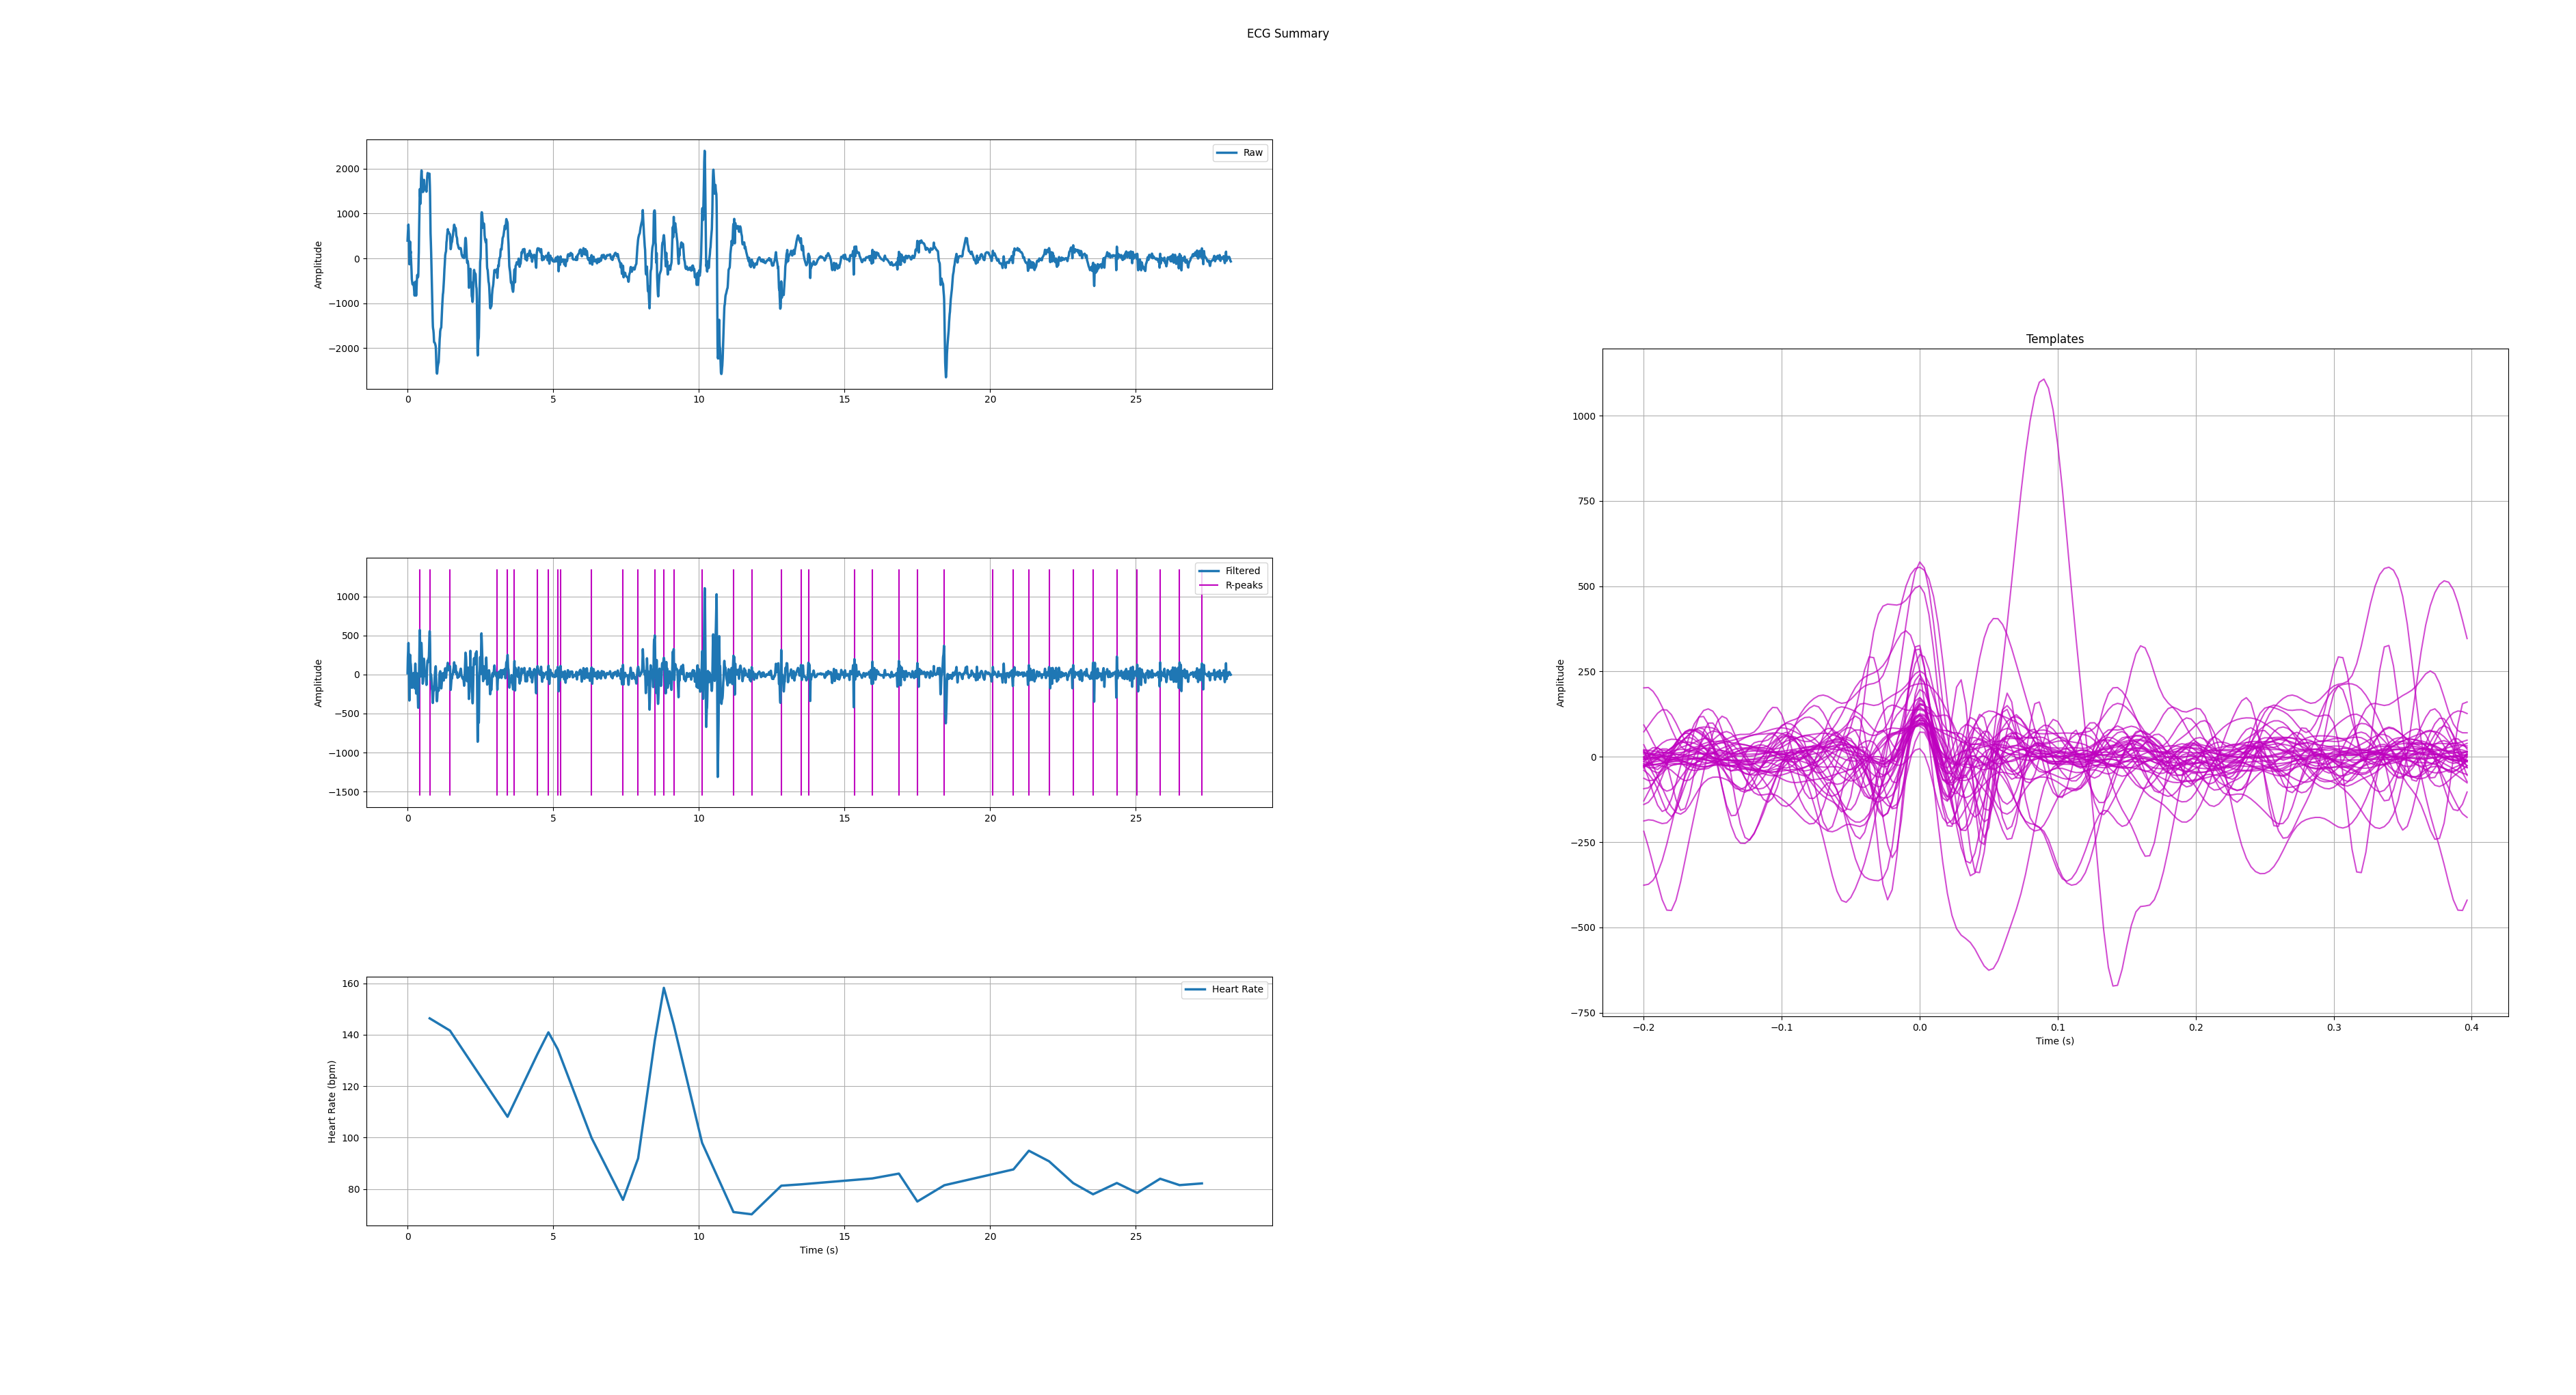 ECG Summary
Raw
Amplitude
2000
1000
0
−1000
−2000
0 5 10 15 20 25
Filtered
R-peaks
Amplitude
1000
500
0
−500
−1000
−1500
0 5 10 15 20 25
Heart Rate
Heart Rate (bpm)
160
140
120
100
80
0 5 10 15 20 25
Time (s)
Templates
Amplitude
1000
750
500
250
0
−250
−500
−750
−0.2 −0.1 0.0 0.1 0.2 0.3 0.4
Time (s)